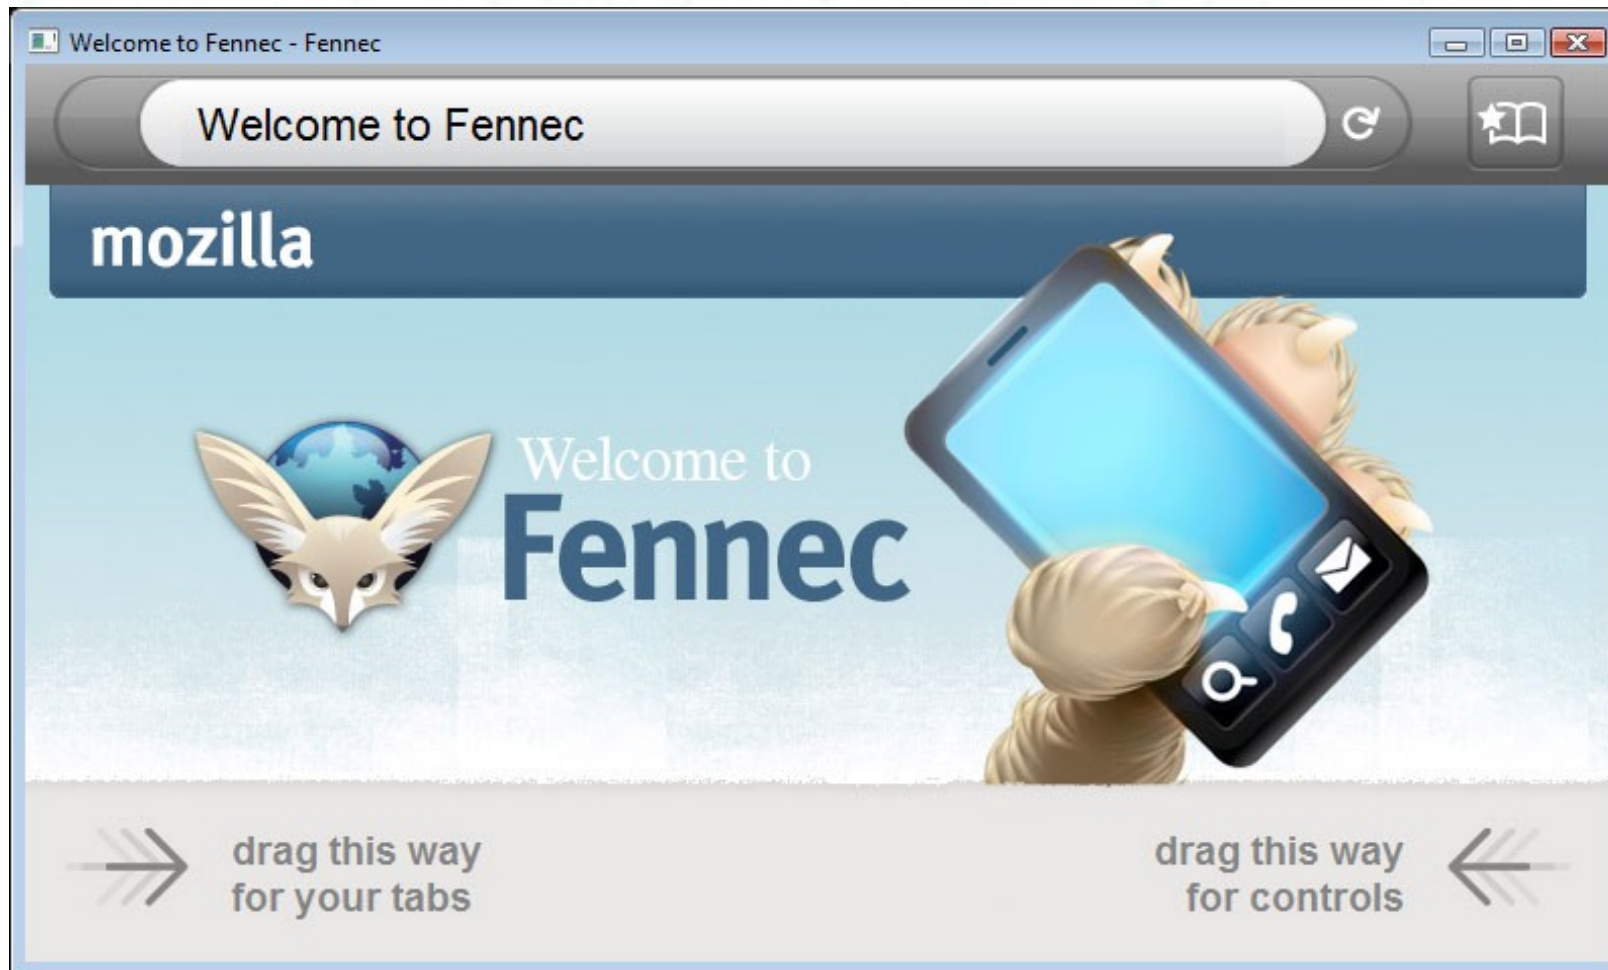 Welcome to Fennec - Fennec
Welcome to Fennec
mozilla
Welcome to
Fennec
drag this way
for your tabs
drag this way
for controls